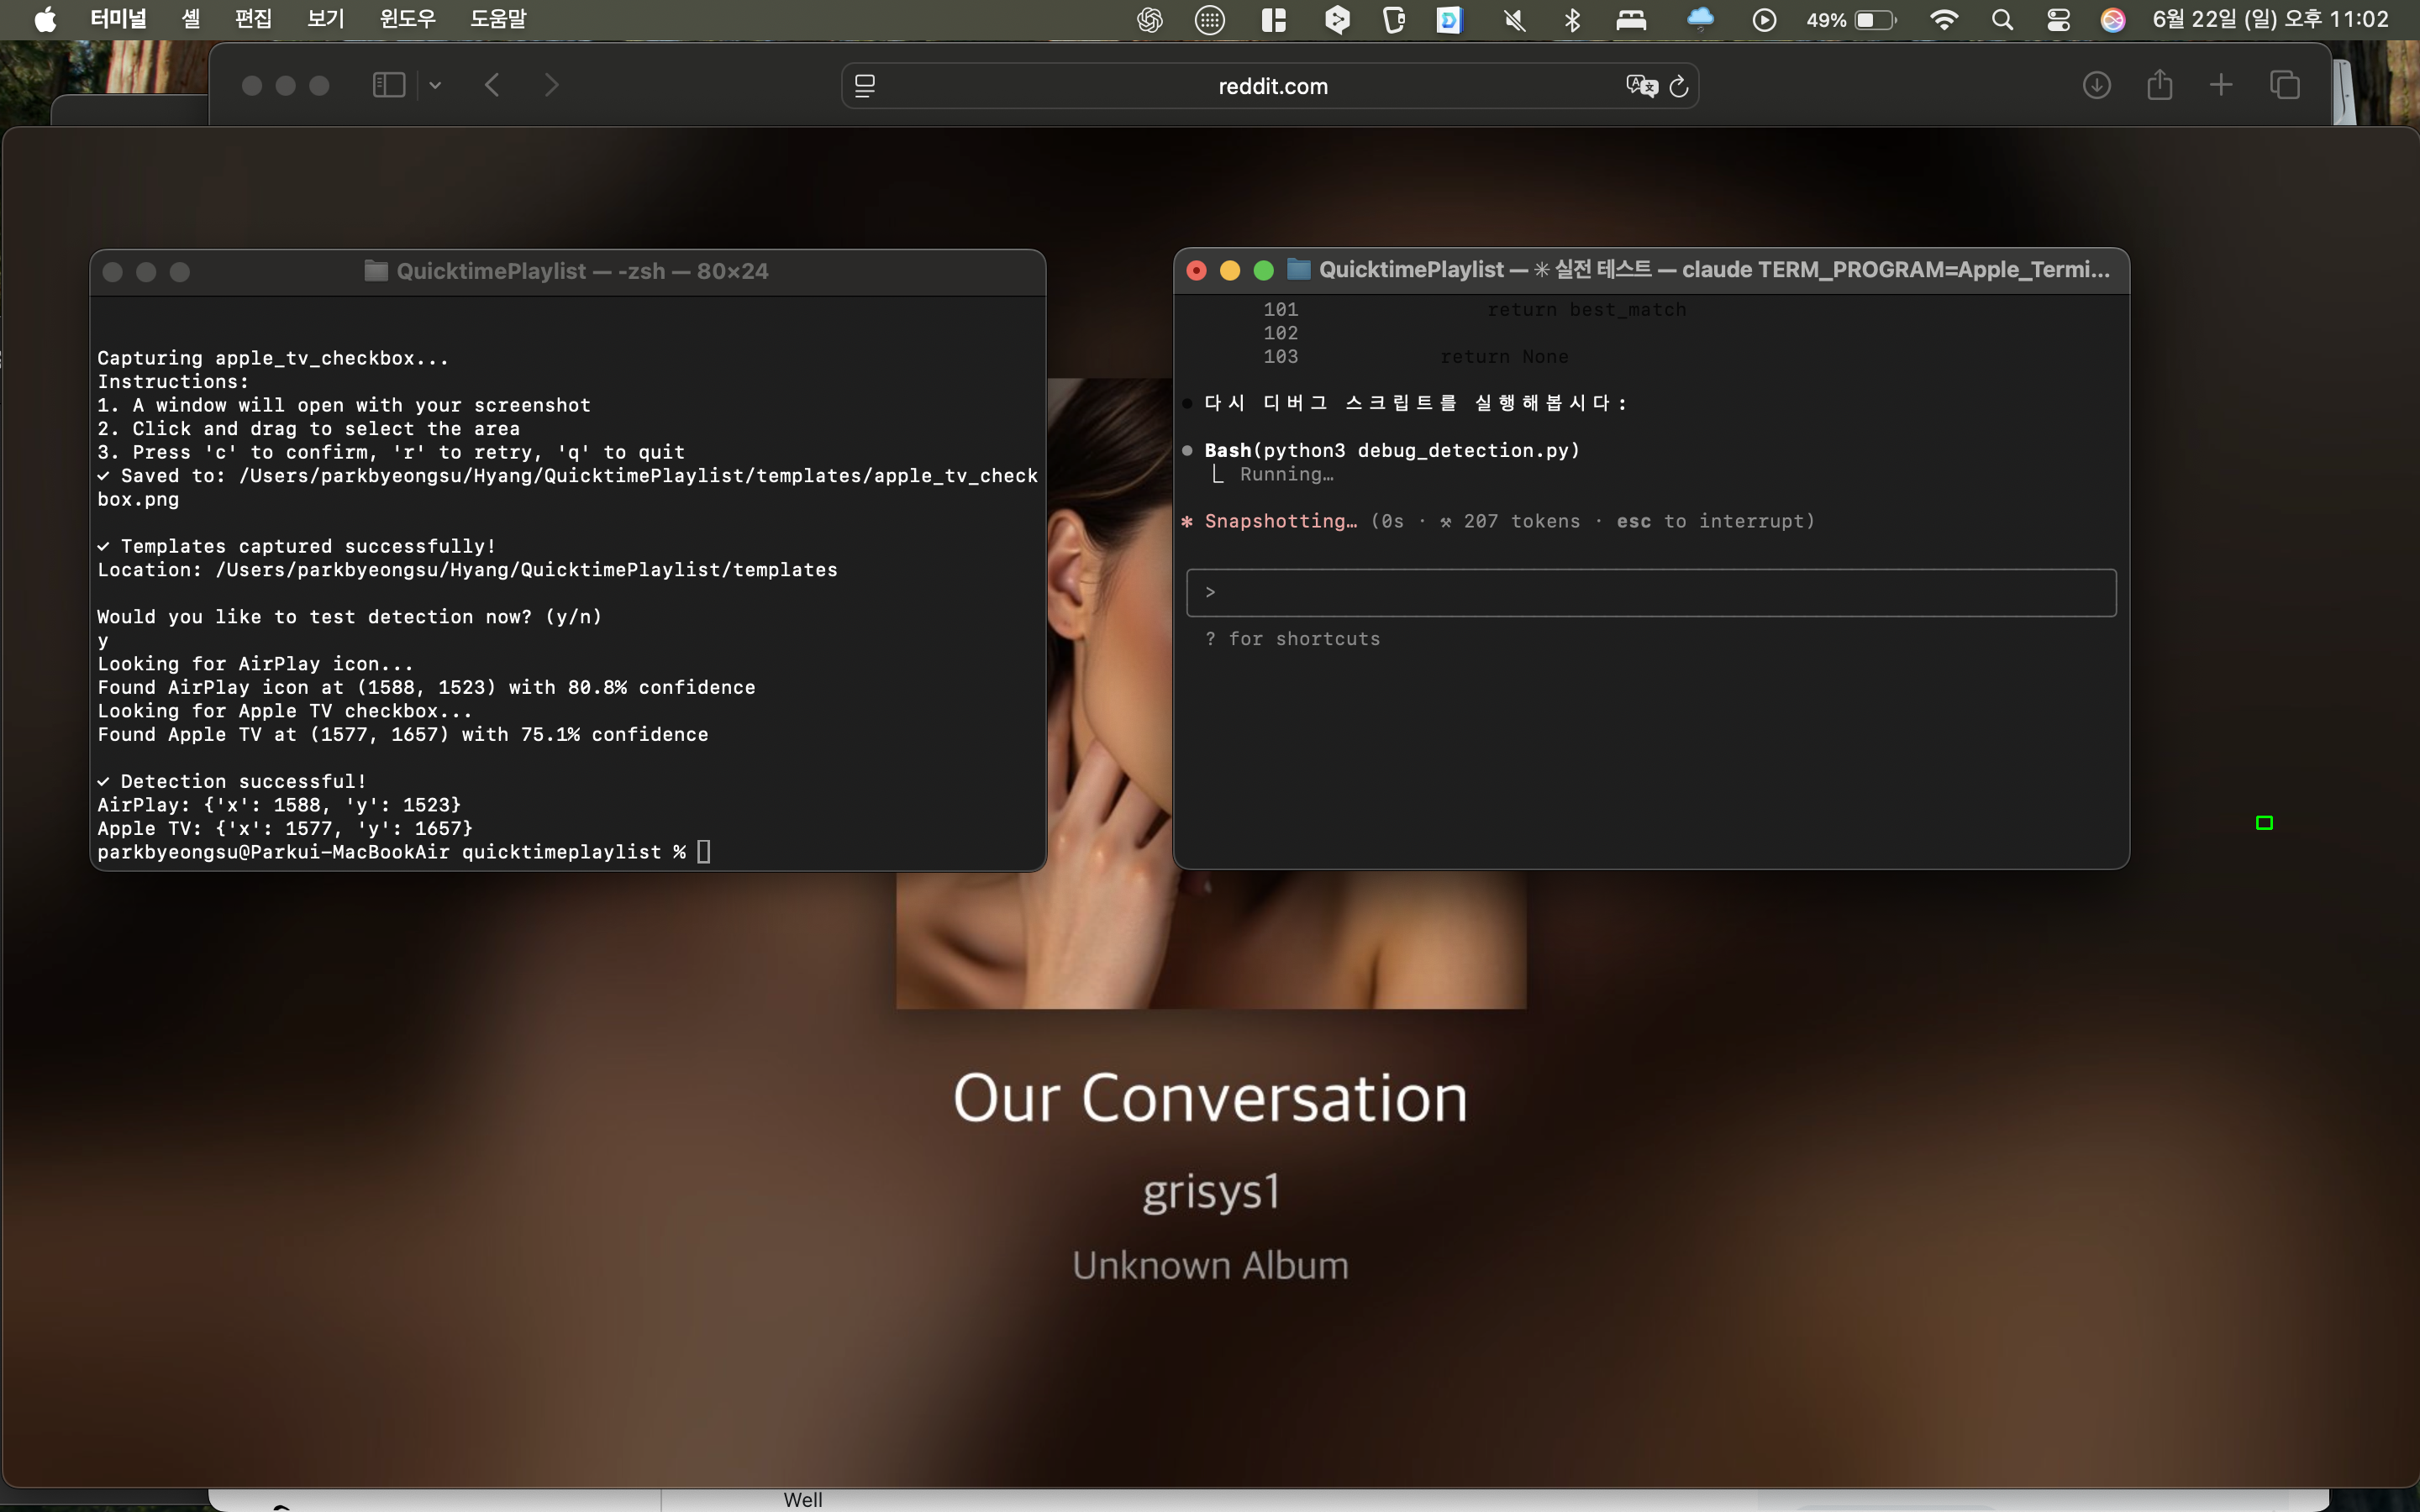 터미널 셸 편집 보기 윈도우 도움말 49% 6월 22일 (일) 오후 11:02
reddit.com
QuicktimePlaylist — -zsh — 80×24
Capturing apple_tv_checkbox...
Instructions:
1. A window will open with your screenshot
2. Click and drag to select the area
3. Press 'c' to confirm, 'r' to retry, 'q' to quit
✓ Saved to: /Users/parkbyeongsu/Hyang/QuicktimePlaylist/templates/apple_tv_check
box.png
✓ Templates captured successfully!
Location: /Users/parkbyeongsu/Hyang/QuicktimePlaylist/templates
Would you like to test detection now? (y/n)
y
Looking for AirPlay icon...
Found AirPlay icon at (1588, 1523) with 80.8% confidence
Looking for Apple TV checkbox...
Found Apple TV at (1577, 1657) with 75.1% confidence
✓ Detection successful!
AirPlay: {'x': 1588, 'y': 1523}
Apple TV: {'x': 1577, 'y': 1657}
parkbyeongsu@Parkui-MacBookAir quicktimeplaylist %
QuicktimePlaylist — ✳ 실전 테스트 — claude TERM_PROGRAM=Apple_Termi...
101 return best_match
102
103 return None
다시 디버그 스크립트를 실행해봅시다:
Bash(python3 debug_detection.py)
Running…
✻ Snapshotting… (0s · ⚒ 207 tokens · esc to interrupt)
>
? for shortcuts
Our Conversation
grisys1
Unknown Album
Well